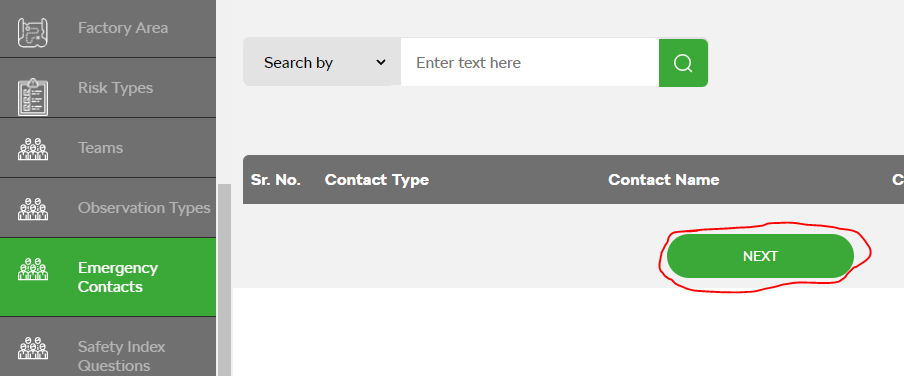 Factory Area
Risk Types
Teams
Observation Types
Emergency
Contacts
Safety Index
Questions
Search by
Enter text here
Sr. No. Contact Type Contact Name C
NEXT